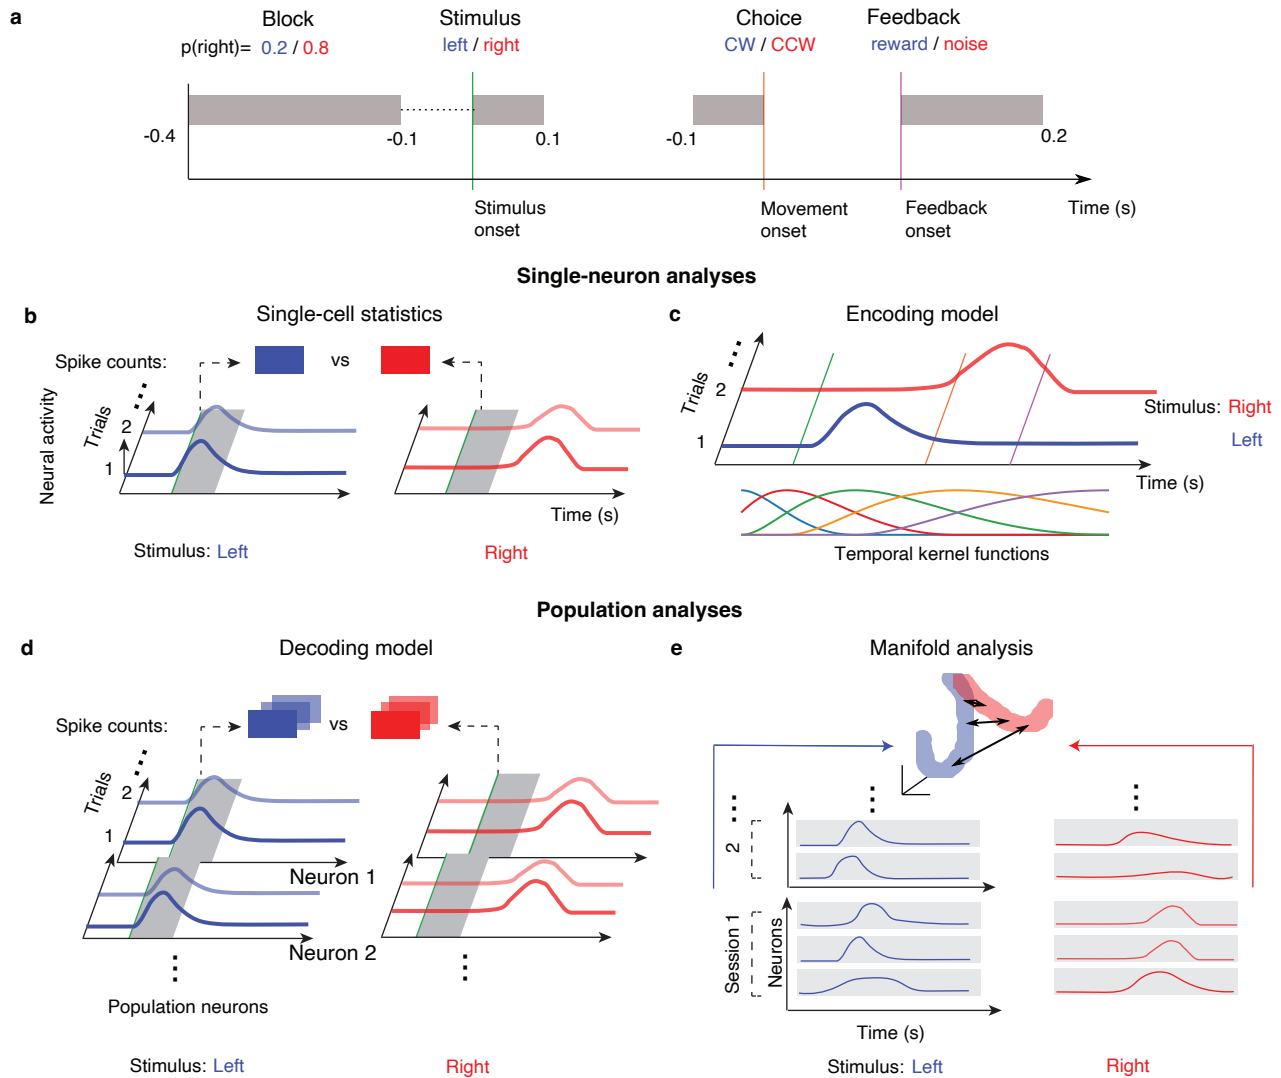 a
Block
Stimulus
Choice
Feedback
p(right)= 0.2 / 0.8
left / right
CW / CCW
reward / noise
-0.4
-0.1
0.1
-0.1
0.2
Stimulus
onset
Movement
onset
Feedback
onset
Time (s)
Single-neuron analyses
b
Single-cell statistics
Spike counts:
vs
Neural activity
Trials
2
1
Time (s)
Stimulus: Left
Right
c
Encoding model
Trials
2
1
Stimulus: Right
Left
Time (s)
Temporal kernel functions
Population analyses
d
Decoding model
Spike counts:
vs
Trials
2
1
Neuron 1
Neuron 2
Population neurons
Stimulus: Left
Right
e
Manifold analysis
2
Session 1
Neurons
Time (s)
Stimulus: Left
Right